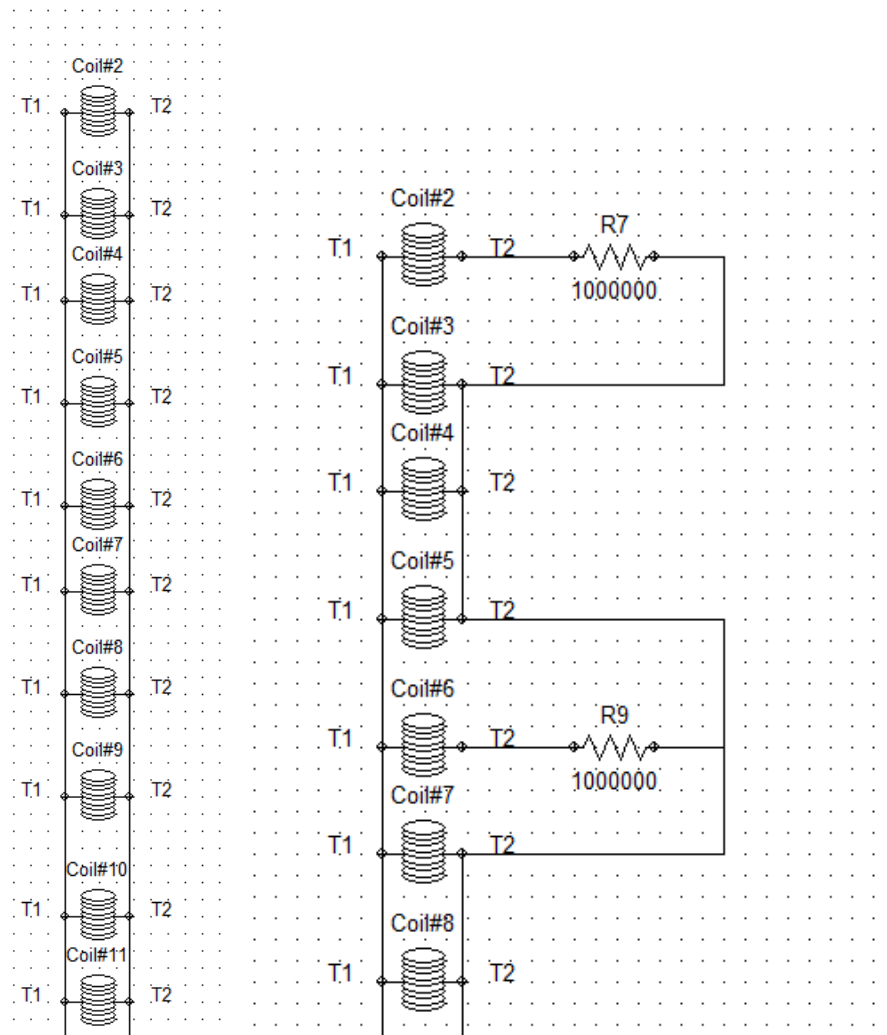 Coil#2
T1 T2
Coil#3
T1 T2
Coil#4
T1 T2
Coil#5
T1 T2
Coil#6
T1 T2
Coil#7
T1 T2
Coil#8
T1 T2
Coil#9
T1 T2
Coil#10
T1 T2
Coil#11
T1 T2
Coil#2
R7
T1 T2
1000000
Coil#3
T1 T2
Coil#4
T1 T2
Coil#5
T1 T2
Coil#6
R9
T1 T2
1000000
Coil#7
T1 T2
Coil#8
T1 T2